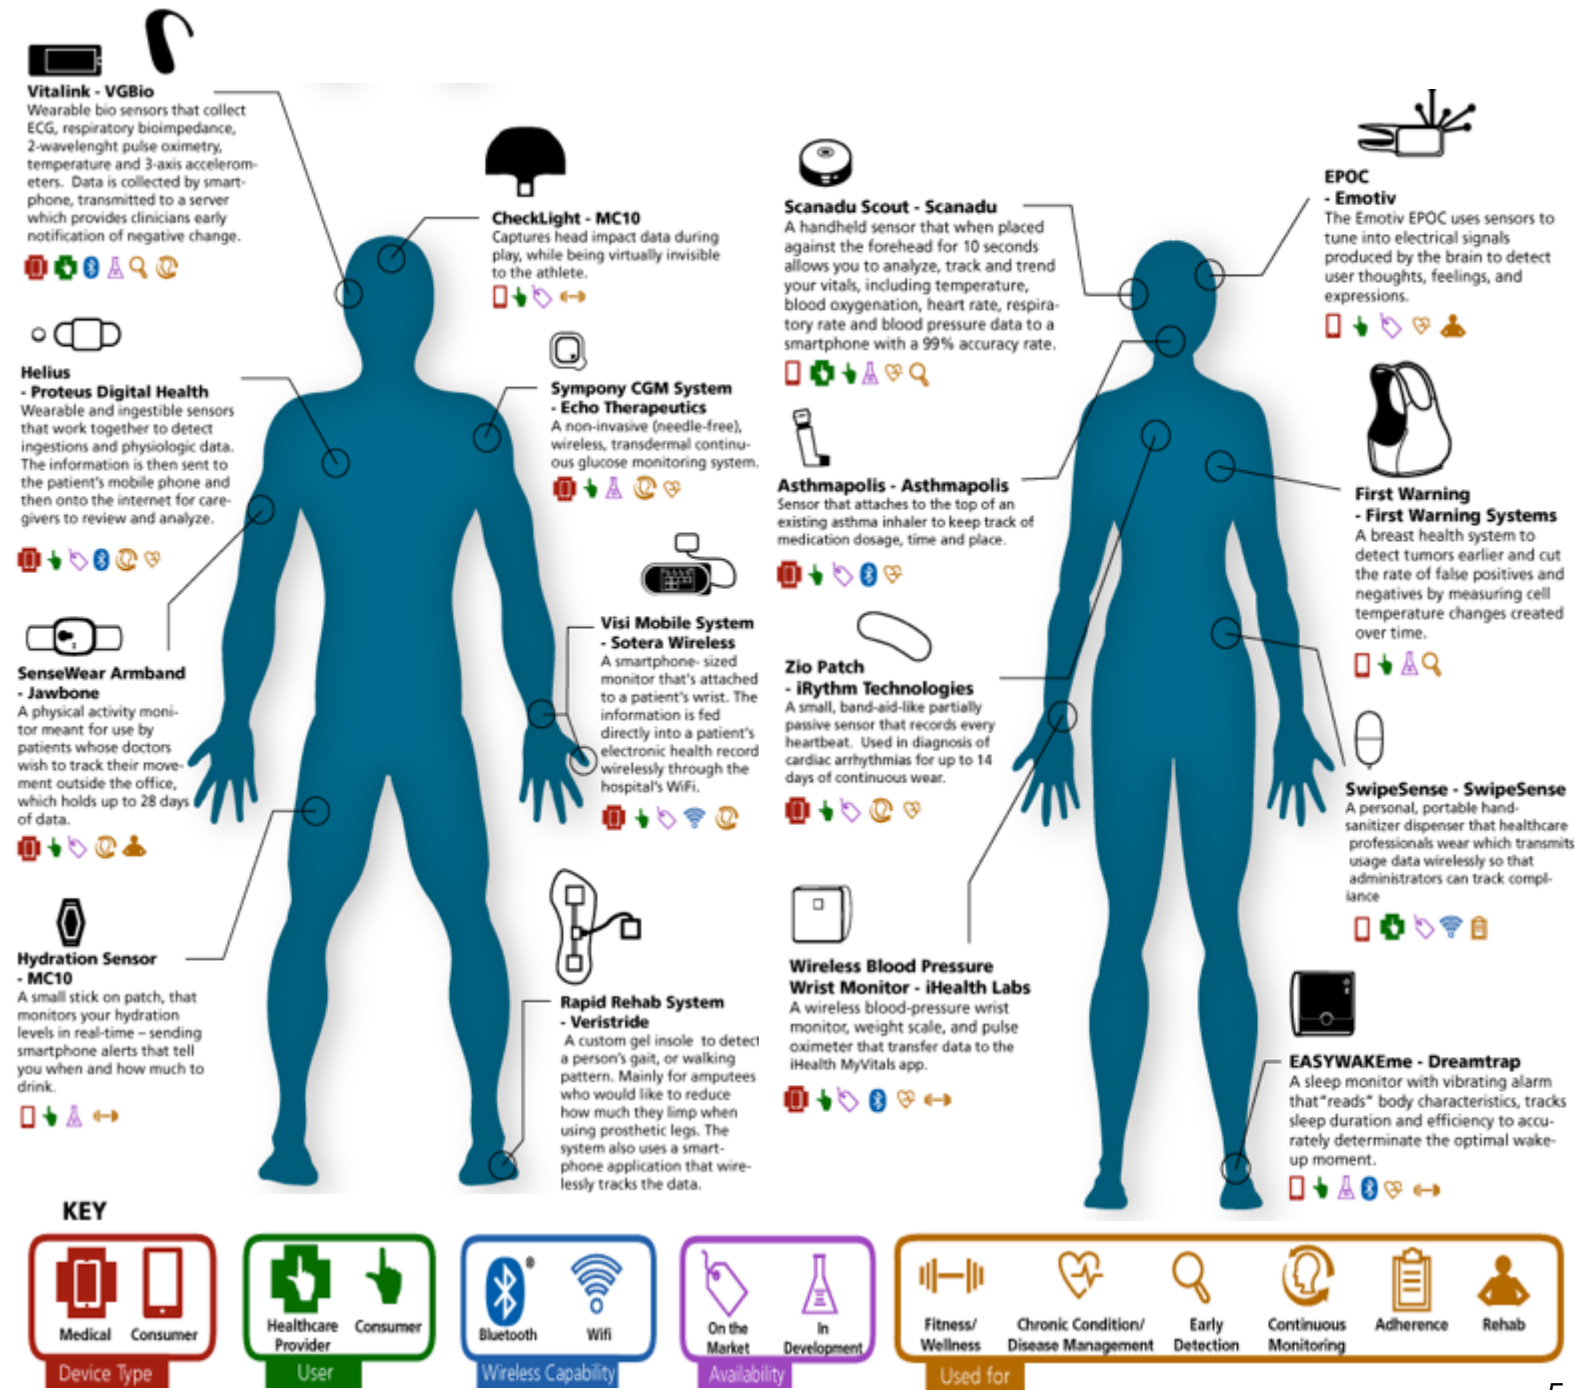 Vitalink - VGBio
Wearable bio sensors that collect
ECG, respiratory bioimpedance,
2-wavelenght pulse oximetry,
temperature and 3-axis accelerom-
eters. Data is collected by smart-
phone, transmitted to a server
which provides clinicians early
notification of negative change.
CheckLight - MC10
Captures head impact data during
play, while being virtually invisible
to the athlete.
Helius
- Proteus Digital Health
Wearable and ingestible sensors
that work together to detect
ingestions and physiologic data.
The information is then sent to
the patient's mobile phone and
then onto the internet for care-
givers to review and analyze.
Sympony CGM System
- Echo Therapeutics
A non-invasive (needle-free),
wireless, transdermal continu-
ous glucose monitoring system.
SenseWear Armband
- Jawbone
A physical activity moni-
tor meant for use by
patients whose doctors
wish to track their move-
ment outside the office,
which holds up to 28 days
of data.
Visi Mobile System
- Sotera Wireless
A smartphone- sized
monitor that's attached
to a patient's wrist. The
information is fed
directly into a patient's
electronic health record
wirelessly through the
hospital's WiFi.
Hydration Sensor
- MC10
A small stick on patch, that
monitors your hydration
levels in real-time – sending
smartphone alerts that tell
you when and how much to
drink.
Rapid Rehab System
- Veristride
A custom gel insole to detect
a person's gait, or walking
pattern. Mainly for amputees
who would like to reduce
how much they limp when
using prosthetic legs. The
system also uses a smart-
phone application that wire-
lessly tracks the data.
Scanadu Scout - Scanadu
A handheld sensor that when placed
against the forehead for 10 seconds
allows you to analyze, track and trend
your vitals, including temperature,
blood oxygenation, heart rate, respira-
tory rate and blood pressure data to a
smartphone with a 99% accuracy rate.
EPOC
- Emotiv
The Emotiv EPOC uses sensors to
tune into electrical signals
produced by the brain to detect
user thoughts, feelings, and
expressions.
Asthmapolis - Asthmapolis
Sensor that attaches to the top of an
existing asthma inhaler to keep track of
medication dosage, time and place.
First Warning
- First Warning Systems
A breast health system to
detect tumors earlier and cut
the rate of false positives and
negatives by measuring cell
temperature changes created
over time.
Zio Patch
- iRythm Technologies
A small, band-aid-like partially
passive sensor that records every
heartbeat. Used in diagnosis of
cardiac arrhythmias for up to 14
days of continuous wear.
SwipeSense - SwipeSense
A personal, portable hand-
sanitizer dispenser that healthcare
professionals wear which transmits
usage data wirelessly so that
administrators can track compl-
iance
Wireless Blood Pressure
Wrist Monitor - iHealth Labs
A wireless blood-pressure wrist
monitor, weight scale, and pulse
oximeter that transfer data to the
iHealth MyVitals app.
EASYWAKEme - Dreamtrap
A sleep monitor with vibrating alarm
that"reads" body characteristics, tracks
sleep duration and efficiency to accu-
rately determinate the optimal wake-
up moment.
KEY
Medical Consumer
Device Type
Healthcare Provider Consumer
User
®
Bluetooth Wifi
Wireless Capability
On the Market In Development
Availability
Fitness/ Wellness Chronic Condition/ Disease Management Early Detection Continuous Monitoring Adherence Rehab
Used for